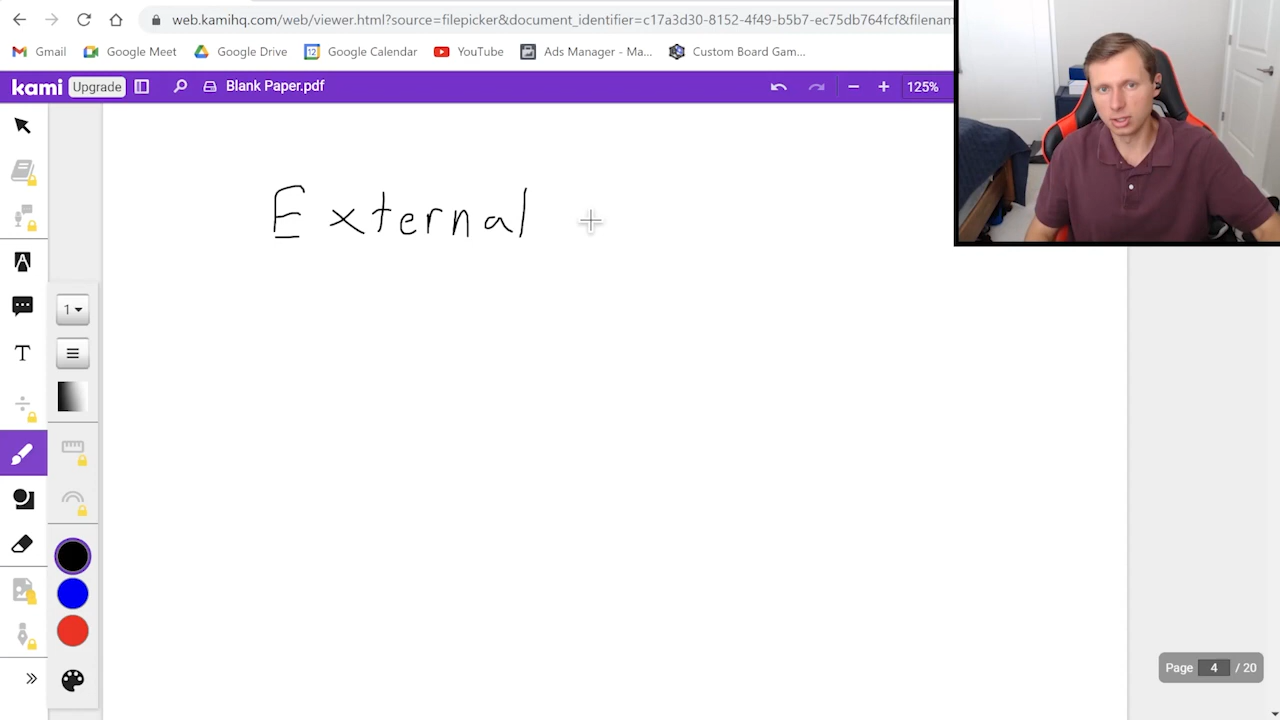 web.kamihq.com/web/viewer.html?source=filepicker&document_identifier=c17a3d30-8152-4f49-b5b7-ec75db764fcf&filenam
Gmail Google Meet Google Drive 12 Google Calendar YouTube Ads Manager - Ma... Custom Board Gam...
kami Upgrade Blank Paper.pdf 125%
External
1
T
Page 4 / 20